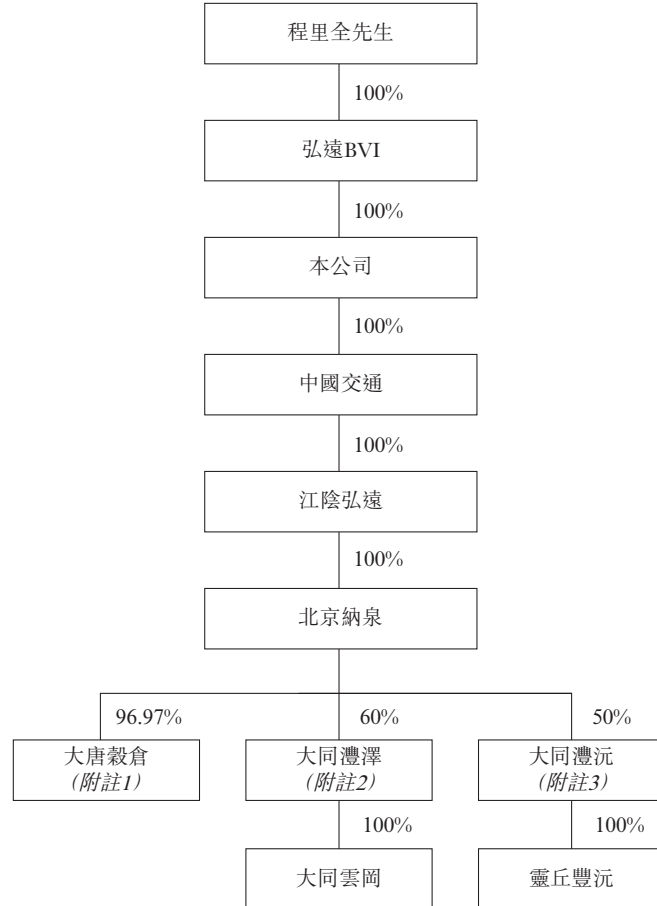 程里全先生
100%
弘遠BVI
100%
本公司
100%
中國交通
100%
江陰弘遠
100%
北京納泉
96.97%
60%
50%
大唐穀倉
(附註1)
大同灃澤
(附註2)
大同灃沅
(附註3)
100%
100%
大同雲岡
靈丘豐沅